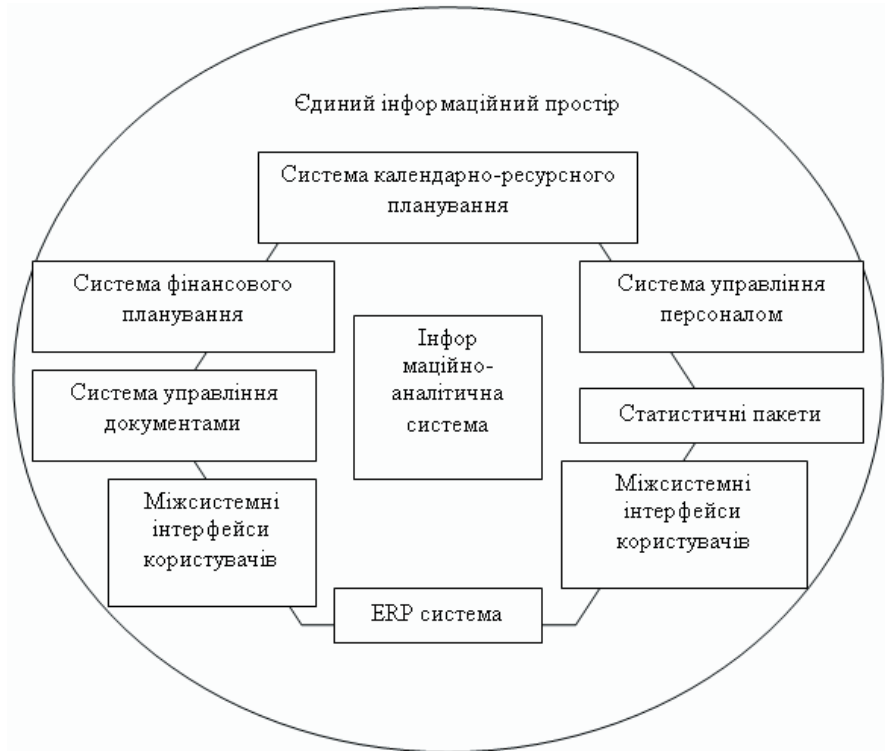 Єдиний інформаційний простір
Система календарно-ресурсного
планування
Система фінансового
планування
Система управління
персоналом
Інфор
маційно-
аналітична
система
Система управління
документами
Статистичні пакети
Міжсистемні
інтерфейси
користувачів
Міжсистемні
інтерфейси
користувачів
ERP система